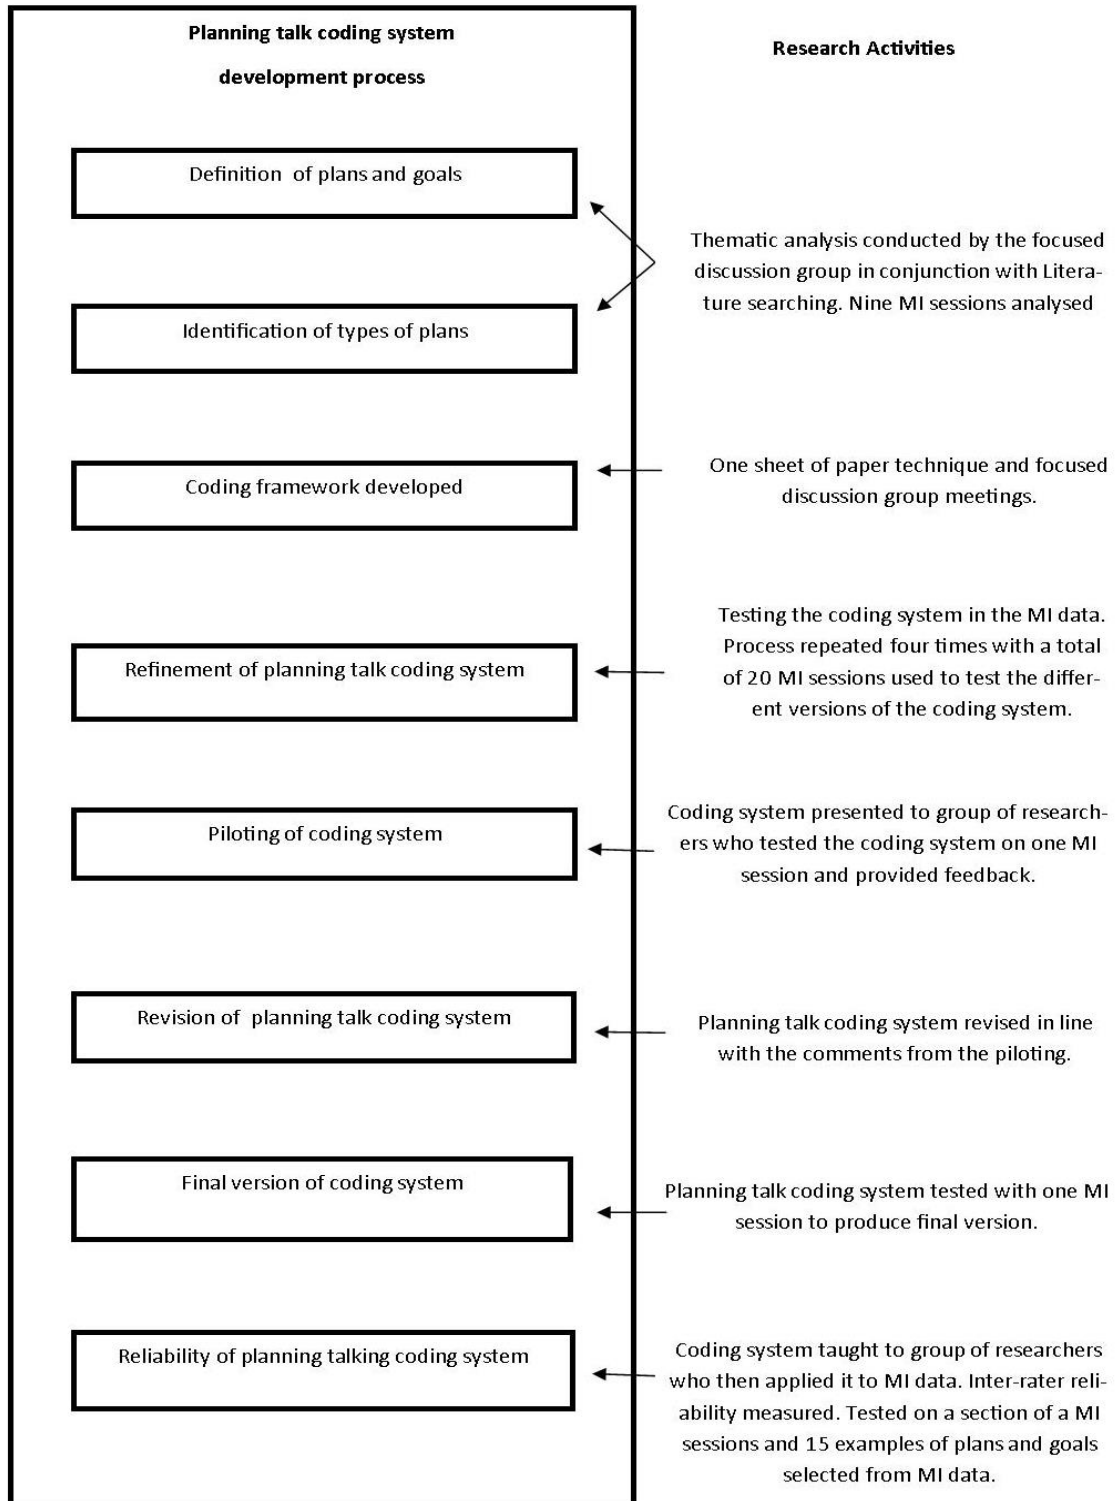 Planning talk coding system
development process
Research Activities
Definition of plans and goals
Identification of types of plans
Thematic analysis conducted by the focused
discussion group in conjunction with Litera-
ture searching. Nine MI sessions analysed
Coding framework developed
One sheet of paper technique and focused
discussion group meetings.
Refinement of planning talk coding system
Testing the coding system in the MI data.
Process repeated four times with a total
of 20 MI sessions used to test the differ-
ent versions of the coding system.
Piloting of coding system
Coding system presented to group of research-
ers who tested the coding system on one MI
session and provided feedback.
Revision of planning talk coding system
Planning talk coding system revised in line
with the comments from the piloting.
Final version of coding system
Planning talk coding system tested with one MI
session to produce final version.
Reliability of planning talking coding system
Coding system taught to group of researchers
who then applied it to MI data. Inter-rater reli-
ability measured. Tested on a section of a MI
sessions and 15 examples of plans and goals
selected from MI data.